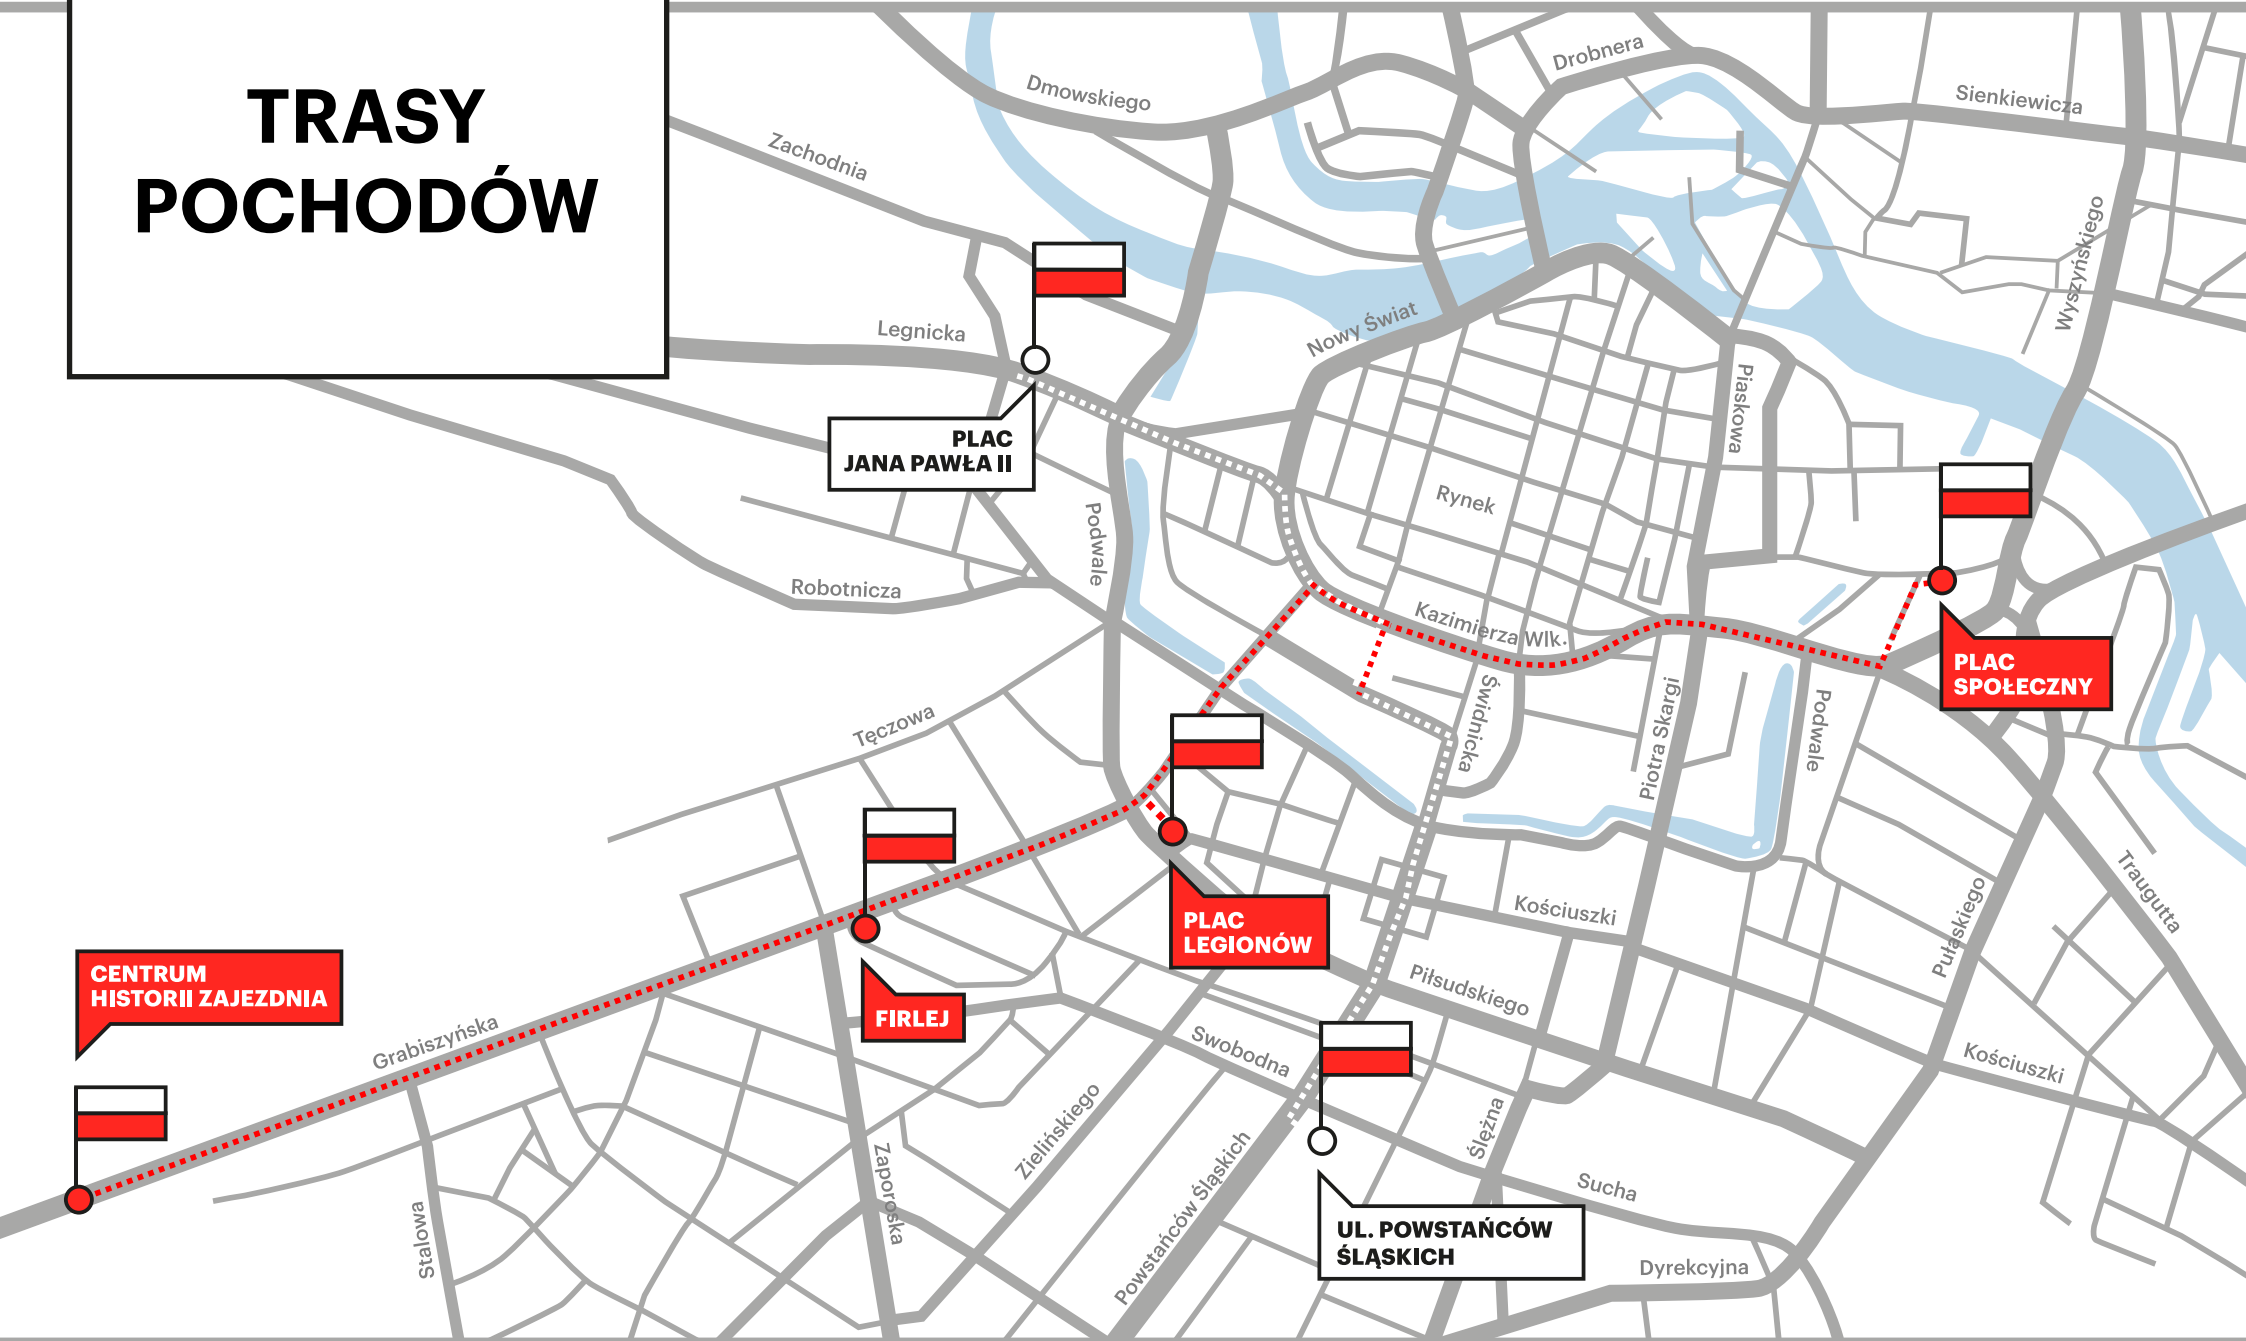 TRASY
POCHODÓW
Drobnera
Dmowskiego
Sienkiewicza
Zachodnia
Wyszyńskiego
Legnicka
Nowy Świat
Piaskowa
PLAC
JANA PAWŁA II
Rynek
Podwale
Robotnicza
Kazimierza Wlk.
PLAC
SPOŁECZNY
Świdnicka
Piotra Skargi
Podwale
Tęczowa
Traugutta
Kościuszki
PLAC
LEGIONÓW
Pułaskiego
CENTRUM
HISTORII ZAJEZDNIA
Piłsudskiego
FIRLEJ
Grabiszyńska
Swobodna
Kościuszki
Zielińskiego
Ślężna
Zaporoska
Powstańców Śląskich
Sucha
Stalowa
UL. POWSTAŃCÓW
ŚLĄSKICH
Dyrekcyjna